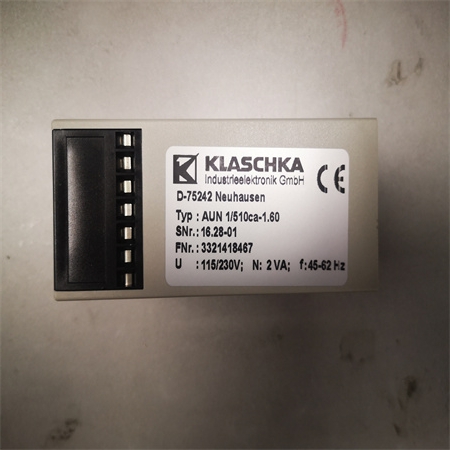 KLASCHKA
Industrieelektronik GmbH
CE
D-75242 Neuhausen
Typ : AUN 1/510ca-1.60
SNr.: 16.28-01
FNr.: 3321418467
U : 115/230V; N: 2 VA; f:45-62 Hz